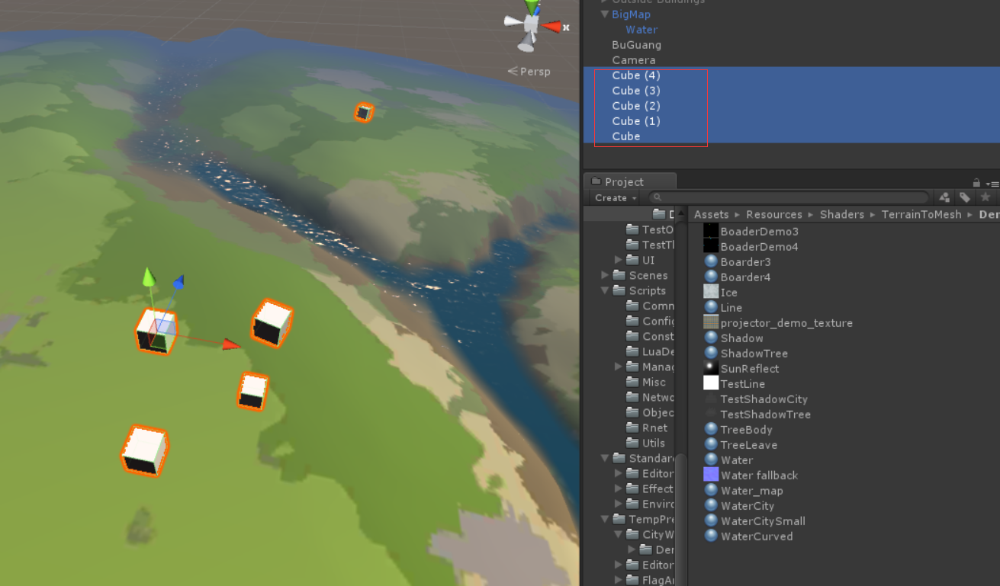 x
Persp
Outside Buildings
BigMap
Water
BuGuang
Camera
Cube (4)
Cube (3)
Cube (2)
Cube (1)
Cube
Project
Create
Assets ▸ Resources ▸ Shaders ▸ TerrainToMesh ▸ Der
D
TestO
TestTl
UI
Scenes
Scripts
Comn
Config
Const
LuaDe
Manag
Misc
Netwo
Objec
Rnet
Utils
Standar
Editor
Effect
Enviro
TempPre
CityW
Der
Editor
FlagAr
BoaderDemo3
BoaderDemo4
Boarder3
Boarder4
Ice
Line
projector_demo_texture
Shadow
ShadowTree
SunReflect
TestLine
TestShadowCity
TestShadowTree
TreeBody
TreeLeave
Water
Water fallback
Water_map
WaterCity
WaterCitySmall
WaterCurved